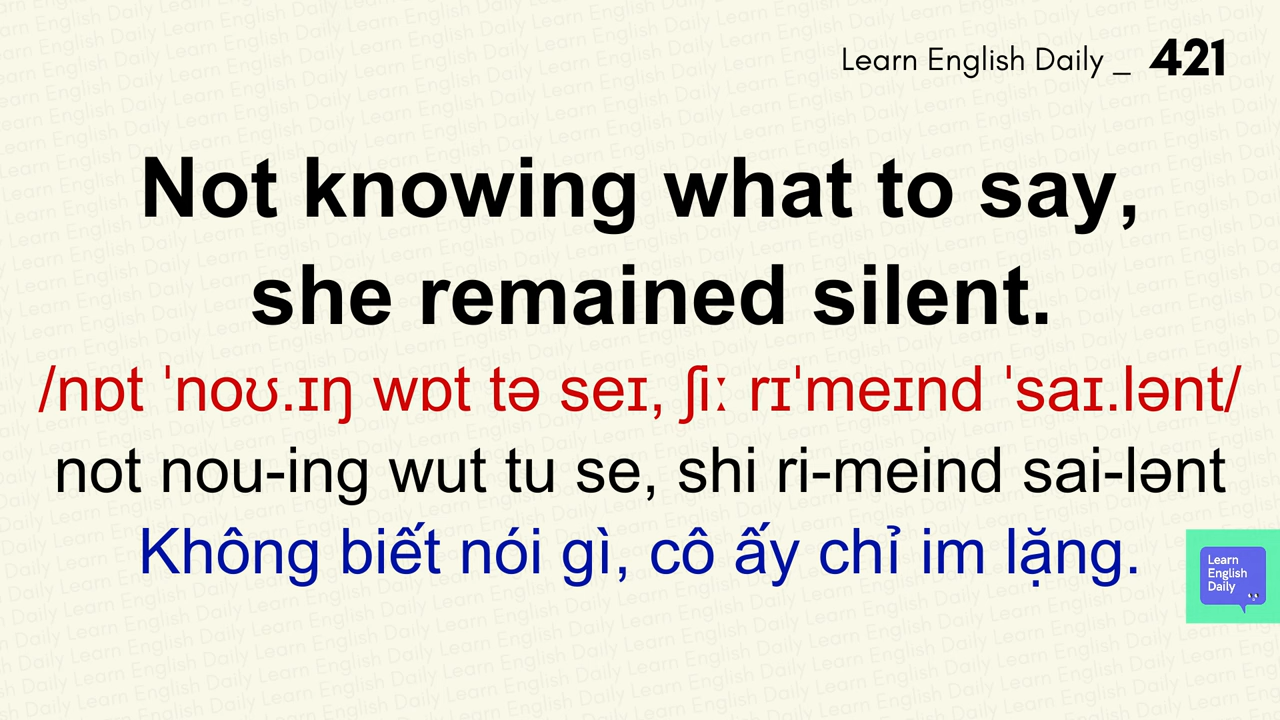 Learn English Daily _ 421
Not knowing what to say,
she remained silent.
/nɒt ˈnoʊ.ɪŋ wɒt tə seɪ, ʃiː rɪˈmeɪnd ˈsaɪ.lənt/
not nou-ing wut tu se, shi ri-meind sai-lənt
Không biết nói gì, cô ấy chỉ im lặng.
Learn
English
Daily